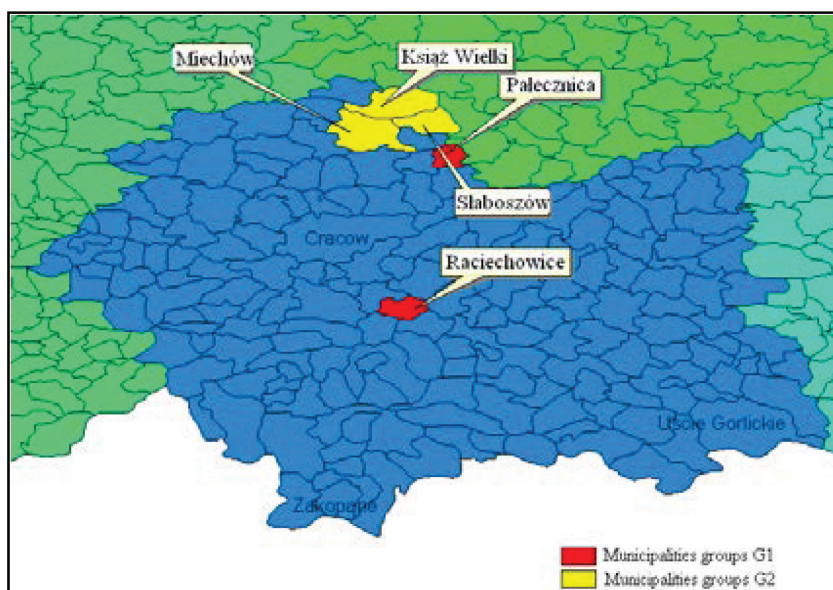 Książ Wielki
Miechów
Pałecznica
Słaboszów
Cracow
Raciechowice
Uście Gorlickie
Zakopane
Municipalities groups G1
Municipalities groups G2